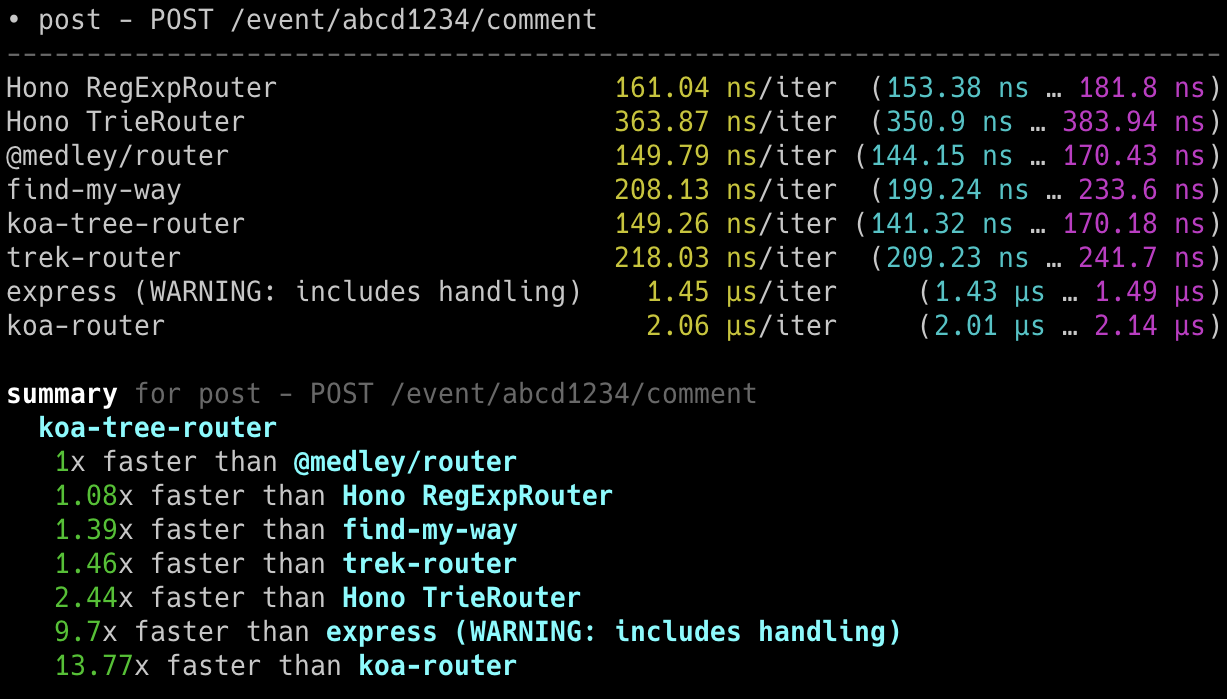 • post - POST /event/abcd1234/comment
--------------------------------------------------------------------------
Hono RegExpRouter 161.04 ns/iter (153.38 ns … 181.8 ns)
Hono TrieRouter 363.87 ns/iter (350.9 ns … 383.94 ns)
@medley/router 149.79 ns/iter (144.15 ns … 170.43 ns)
find-my-way 208.13 ns/iter (199.24 ns … 233.6 ns)
koa-tree-router 149.26 ns/iter (141.32 ns … 170.18 ns)
trek-router 218.03 ns/iter (209.23 ns … 241.7 ns)
express (WARNING: includes handling) 1.45 µs/iter (1.43 µs … 1.49 µs)
koa-router 2.06 µs/iter (2.01 µs … 2.14 µs)
summary for post - POST /event/abcd1234/comment
koa-tree-router
1x faster than @medley/router
1.08x faster than Hono RegExpRouter
1.39x faster than find-my-way
1.46x faster than trek-router
2.44x faster than Hono TrieRouter
9.7x faster than express (WARNING: includes handling)
13.77x faster than koa-router